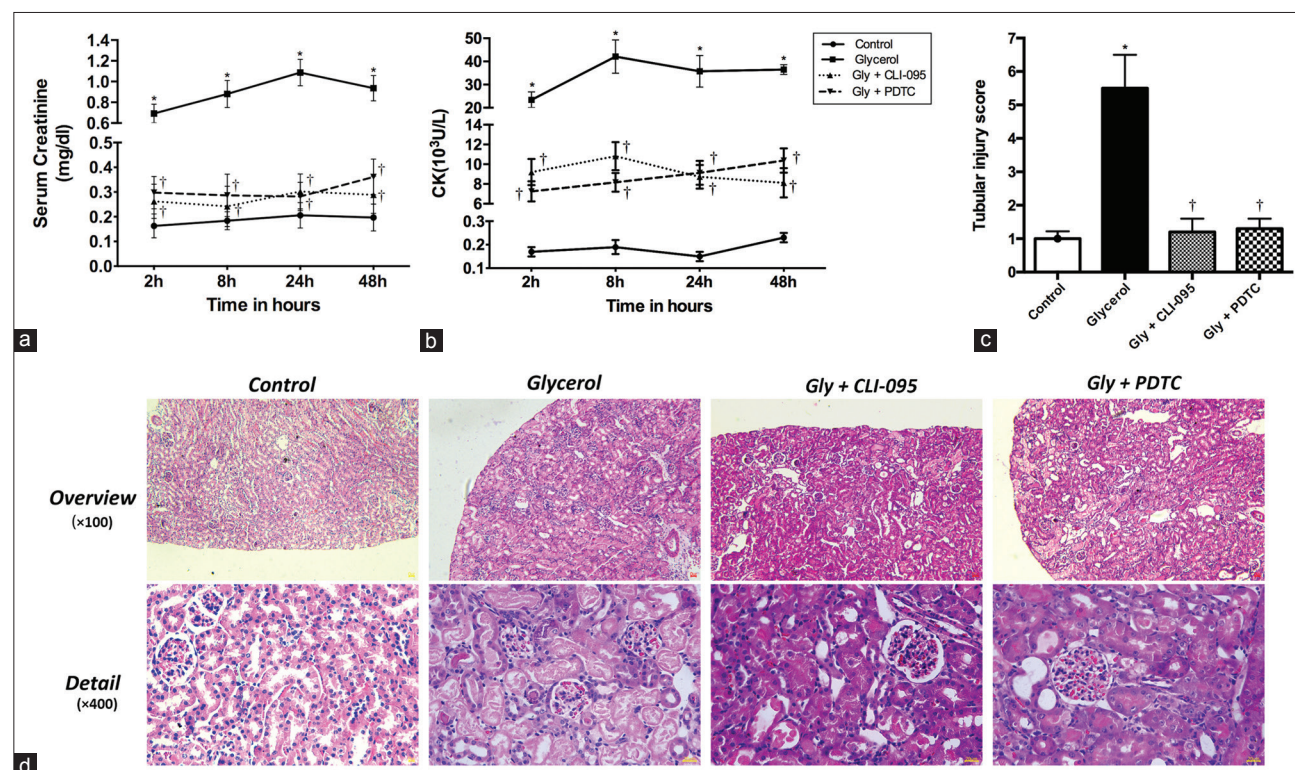 1.4
1.2
1.0
0.8
0.6
0.5
0.4
0.3
0.2
0.1
0.0
Serum Creatinine
(mg/dl)
* * * *
† † † †
† † † †
2h 8h 24h 48h
Time in hours
a
60
50
40
30
20
14
12
10
8
6
0.3
0.2
0.1
CK(10³U/L)
* * * *
† † † †
† † † †
2h 8h 24h 48h
Time in hours
Control
Glycerol
Gly + CLI-095
Gly + PDTC
b
7
6
5
4
3
2
1
0
Tubular injury score
*
† †
Control Glycerol Gly + CLI-095 Gly + PDTC
c
Control Glycerol Gly + CLI-095 Gly + PDTC
Overview
(×100)
Detail
(×400)
d